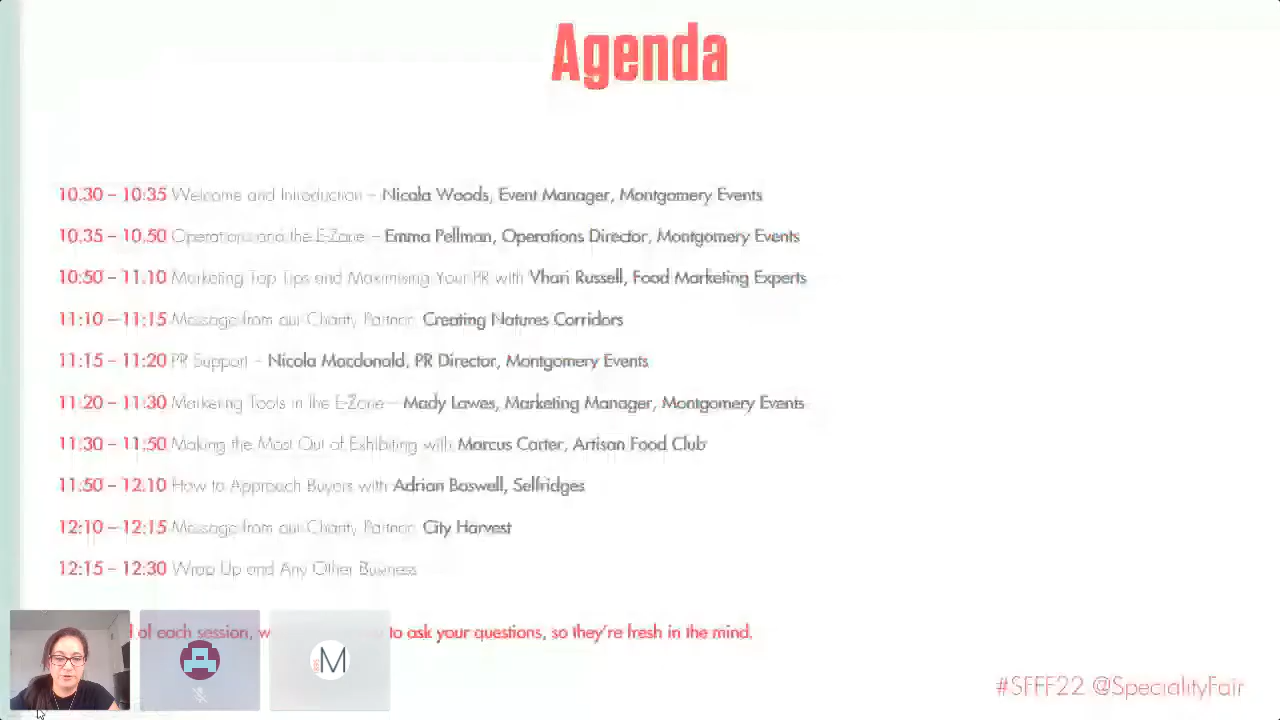 Agenda
10.30 – 10:35 Welcome and Introduction – Nicola Woods, Event Manager, Montgomery Events
10.35 – 10.50 Operations and the E-Zone – Emma Pellman, Operations Director, Montgomery Events
10:50 – 11.10 Marketing Top Tips and Maximising Your PR with Vhari Russell, Food Marketing Experts
11:10 – 11:15 Message from our Charity Partner Creating Natures Corridors
11:15 – 11:20 PR Support – Nicola Macdonald, PR Director, Montgomery Events
11:20 – 11:30 Marketing Tools in the E-Zone – Mady Lawes, Marketing Manager, Montgomery Events
11:30 – 11:50 Making the Most Out of Exhibiting with Marcus Carter, Artisan Food Club
11:50 – 12.10 How to Approach Buyers with Adrian Boswell, Selfridges
12:10 – 12:15 Message from our Charity Partner City Harvest
12:15 – 12:30 Wrap Up and Any Other Business
of each session, to ask your questions, so they're fresh in the mind.
M
#SFFF22 @SpecialityFair